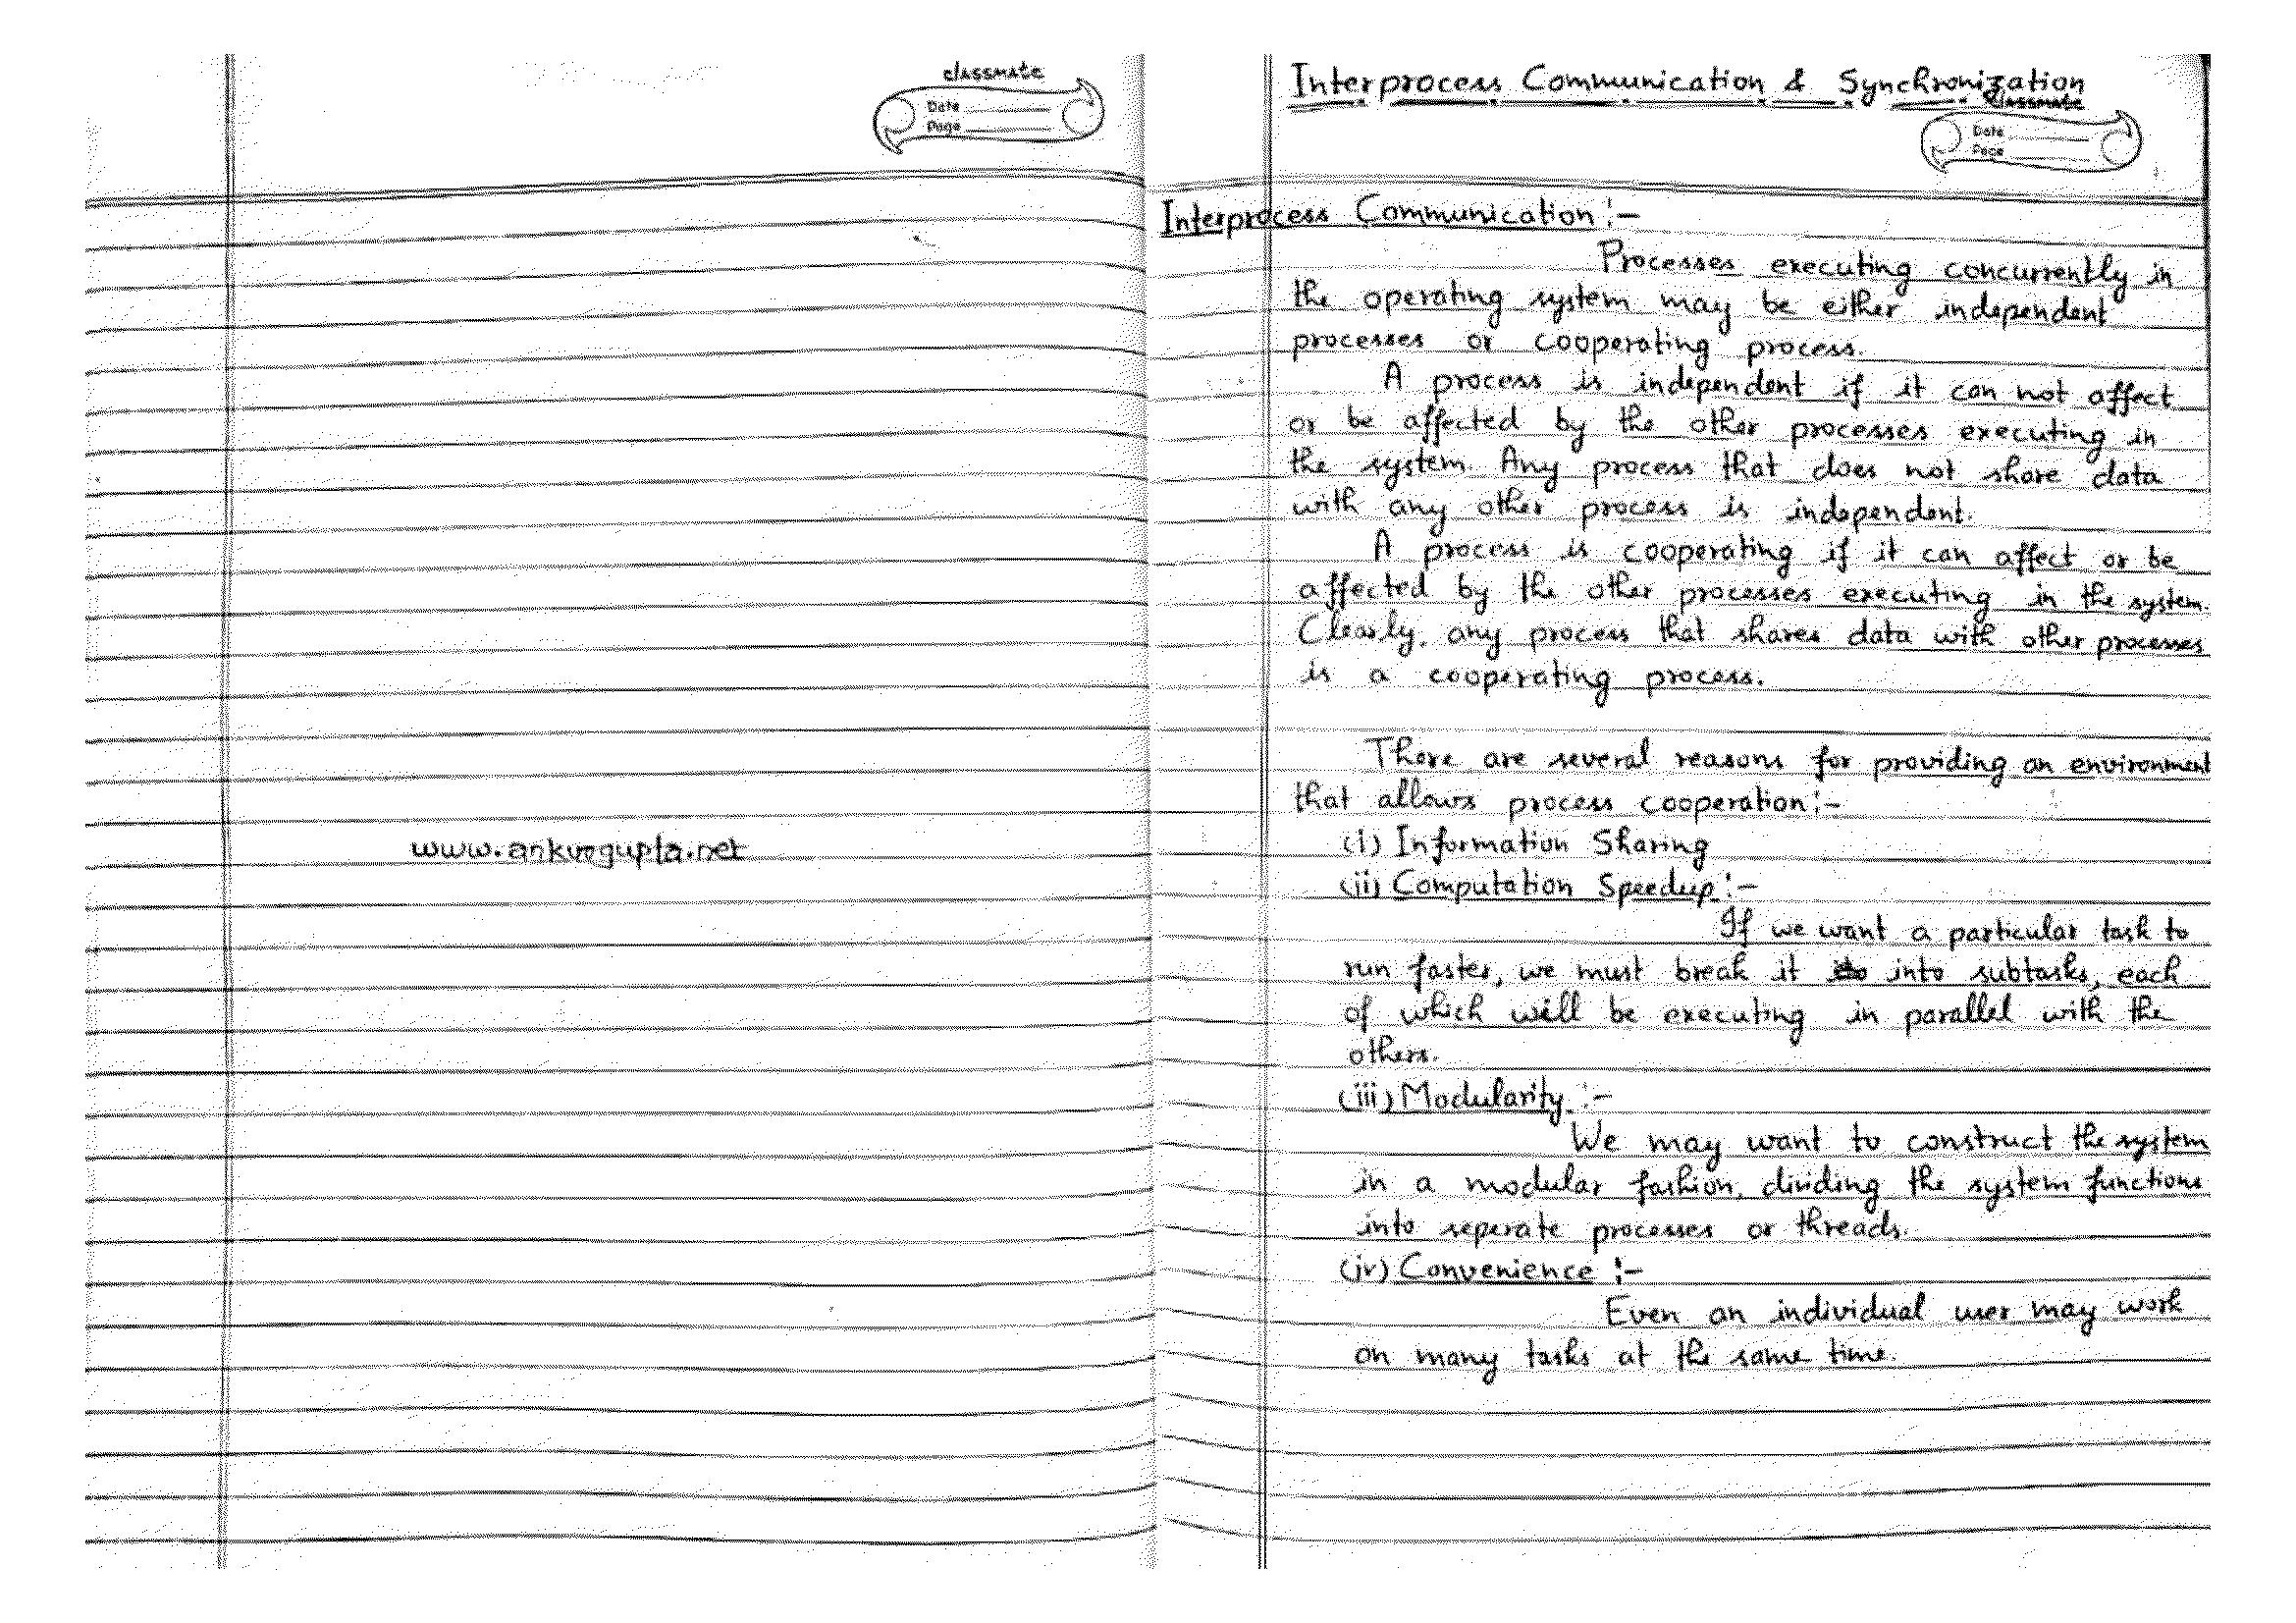 classmate
Date
Page
www.ankurgupta.net
Interprocess Communication & Synchronization
classmate
Date
Page
Interprocess Communication :-
Processes executing concurrently in
the operating system may be either independent
processes or cooperating process.
A process is independent if it can not affect
or be affected by the other processes executing in
the system. Any process that does not share data
with any other process is independent.
A process is cooperating if it can affect or be
affected by the other processes executing in the system.
Clearly, any process that shares data with other processes
is a cooperating process.
There are several reasons for providing an environment
that allows process cooperation :-
(i) Information Sharing
(ii) Computation Speedup :-
If we want a particular task to
run faster, we must break it into subtasks, each
of which will be executing in parallel with the
others.
(iii) Modularity :-
We may want to construct the system
in a modular fashion, dividing the system functions
into seperate processes or threads.
(iv) Convenience :-
Even an individual user may work
on many tasks at the same time.